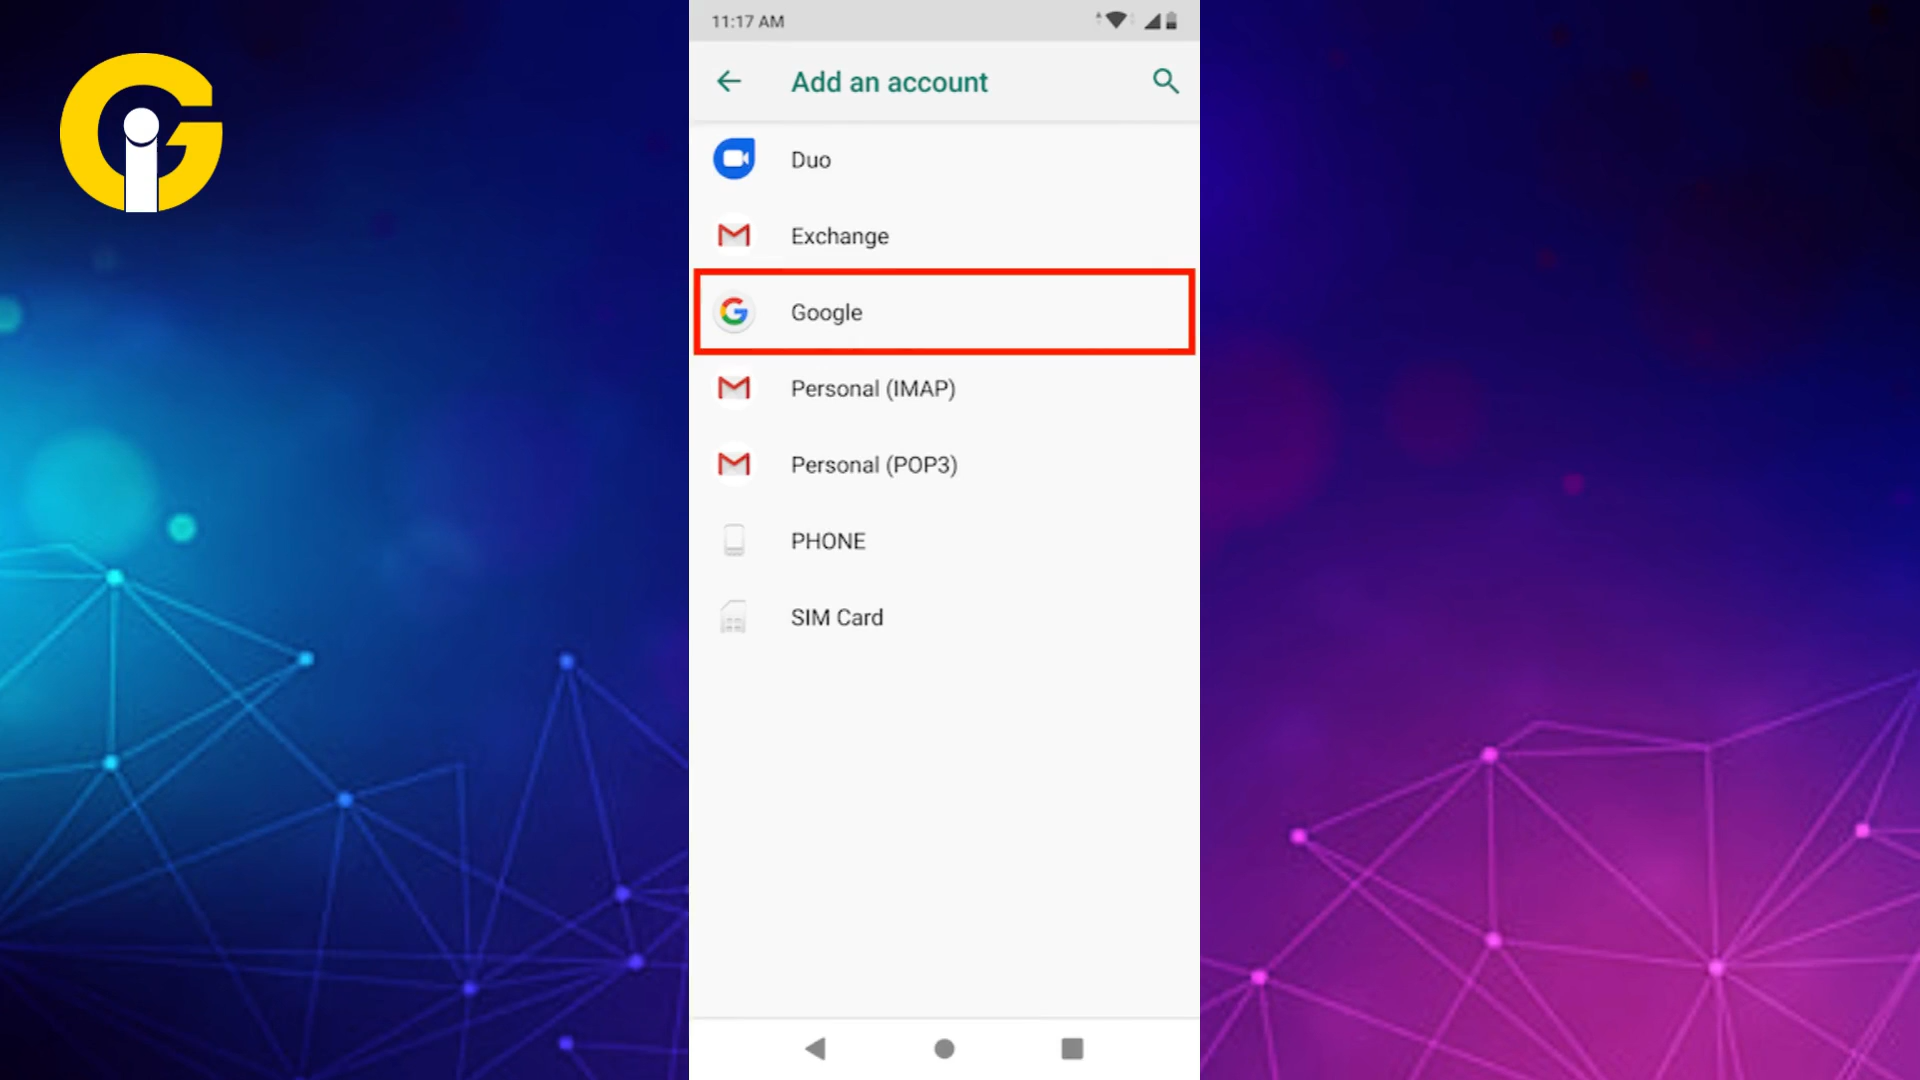 11:17 AM
Add an account
Duo
Exchange
Google
Personal (IMAP)
Personal (POP3)
PHONE
SIM Card